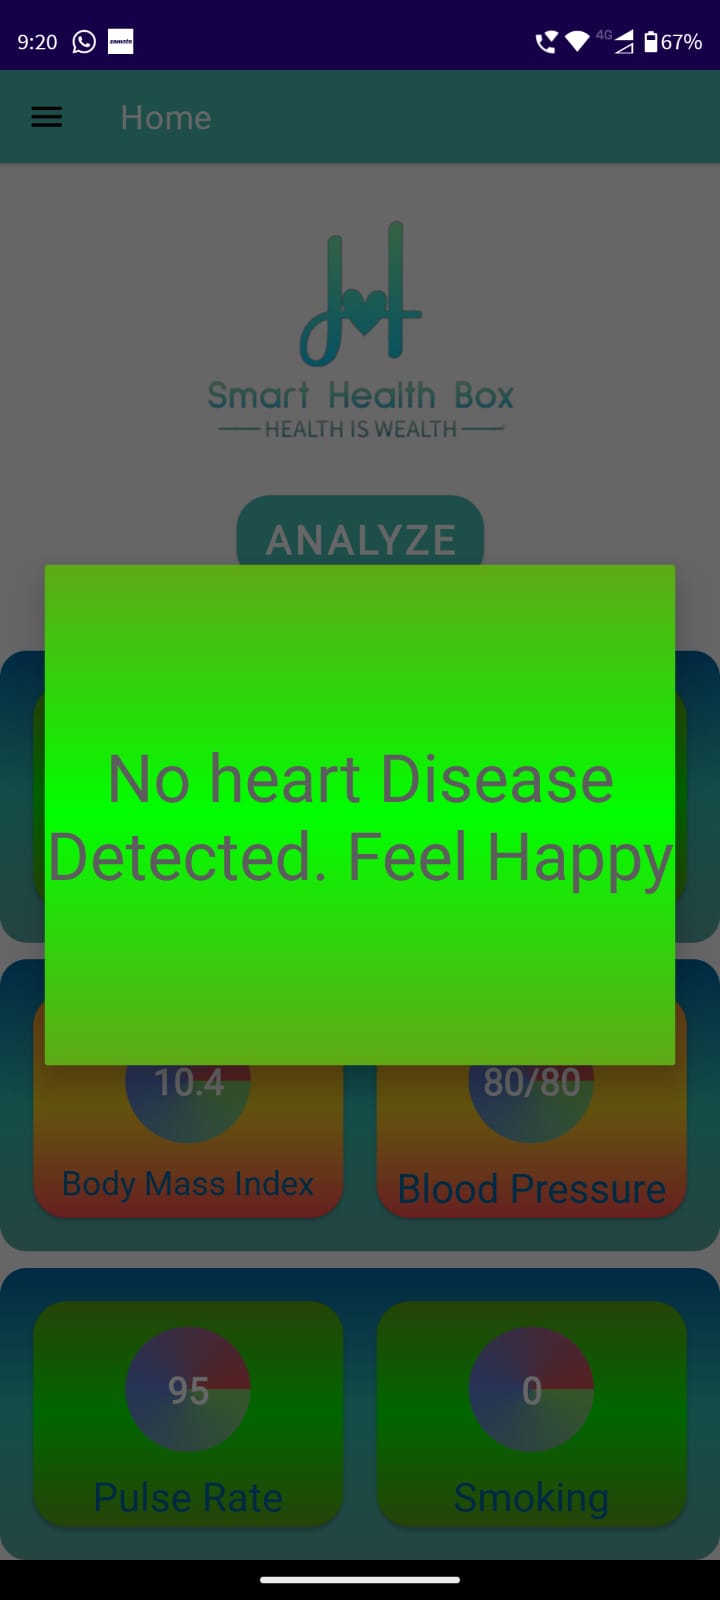 9:20
zomato
4G
67%
Home
Smart Health Box
HEALTH IS WEALTH
ANALYZE
No heart Disease
Detected. Feel Happy
10.4
80/80
Body Mass Index
Blood Pressure
95
0
Pulse Rate
Smoking